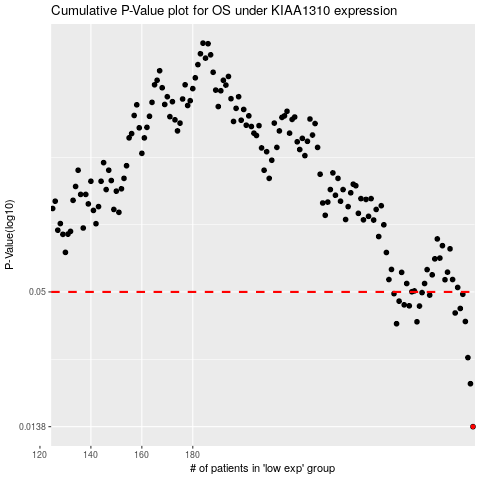 Cumulative P-Value plot for OS under KIAA1310 expression
P-Value(log10)
0.05
0.0138
120 140 160 180
# of patients in 'low exp' group